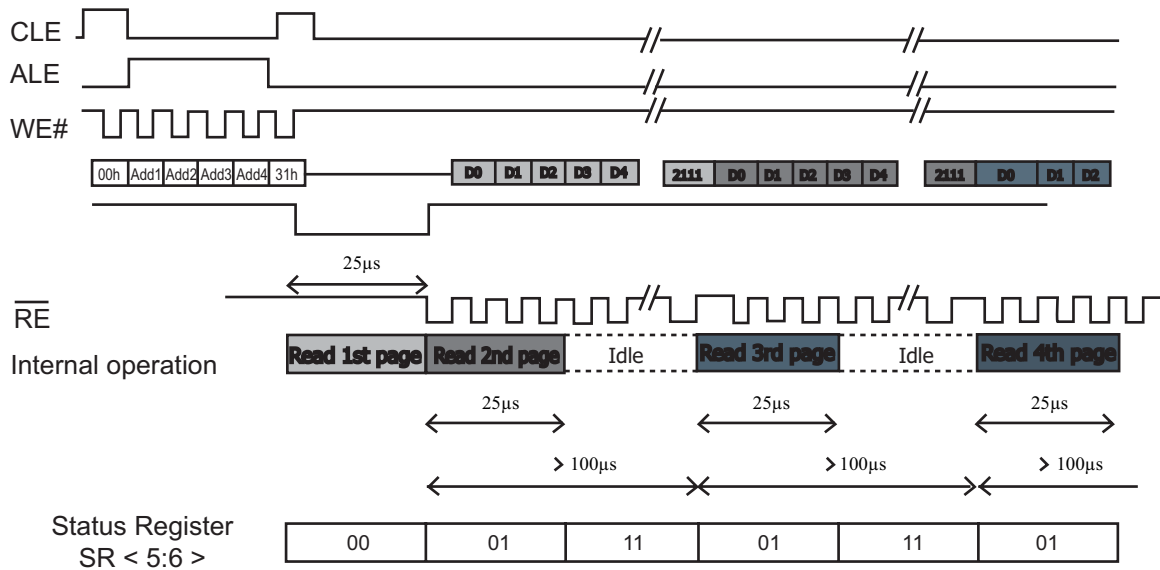 CLE
ALE
WE#
00h Add1 Add2 Add3 Add4 31h D0 D1 D2 D3 D4 2111 D0 D1 D2 D3 D4 2111 D0 D1 D2
25µs
RE
Internal operation Read 1st page Read 2nd page Idle Read 3rd page Idle Read 4th page
25µs 25µs 25µs
> 100µs > 100µs > 100µs
Status Register
SR < 5:6 > 00 01 11 01 11 01